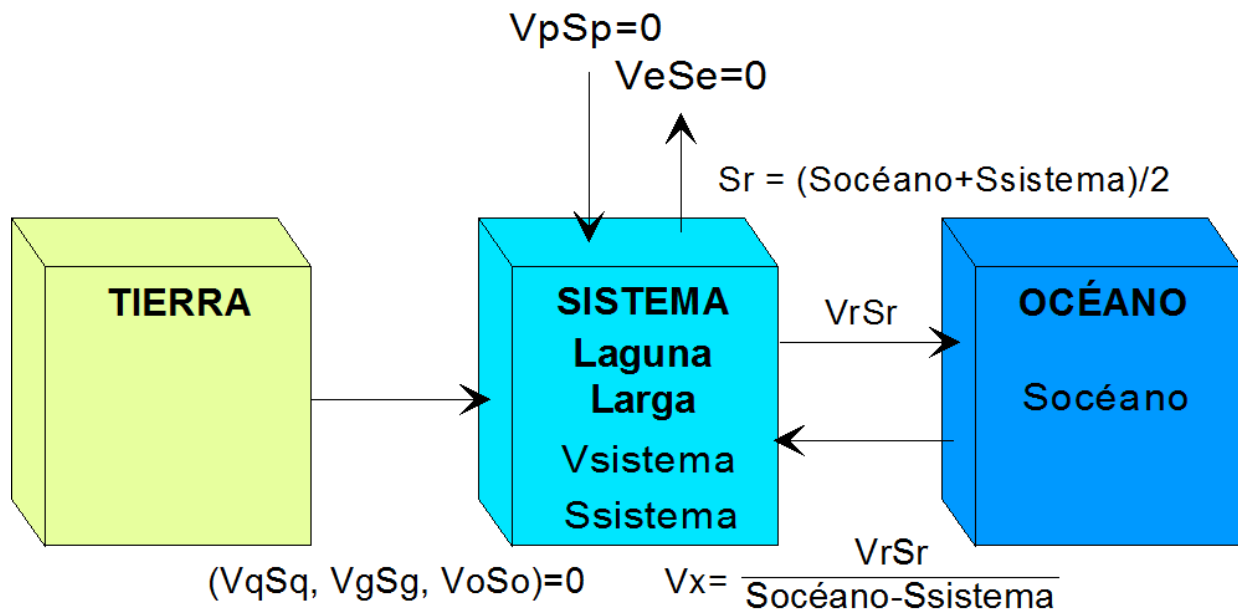 VpSp=0
VeSe=0
Sr = (Socéano+Ssistema)/2
TIERRA
SISTEMA
Laguna
Larga
Vsistema
Ssistema
VrSr
OCÉANO
Socéano
(VqSq, VgSg, VoSo)=0
Vx= VrSr
Socéano-Ssistema